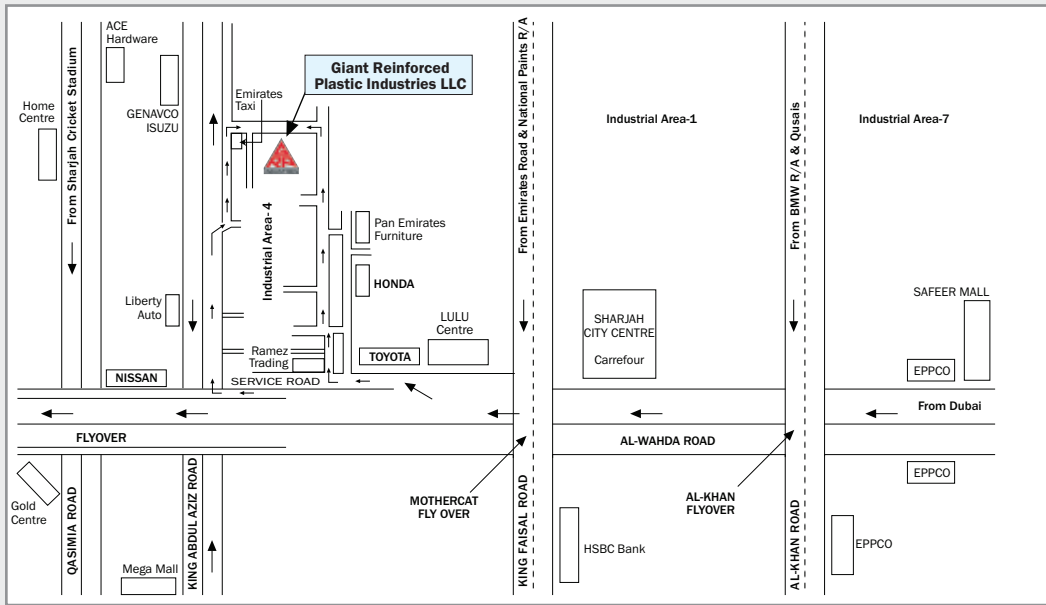 ACE
Hardware
Home
Centre
From Sharjah Cricket Stadium
GENAVCO
ISUZU
Emirates
Taxi
Giant Reinforced
Plastic Industries LLC
From Emirates Road & National Paints R/A
Industrial Area-1
From BMW R/A & Qusais
Industrial Area-7
Industrial Area-4
Pan Emirates
Furniture
HONDA
Liberty
Auto
LULU
Centre
SHARJAH
CITY CENTRE
Carrefour
SAFEER MALL
Ramez
Trading
TOYOTA
EPPCO
NISSAN
SERVICE ROAD
From Dubai
FLYOVER
AL-WAHDA ROAD
EPPCO
Gold
Centre
QASIMIA ROAD
KING ABDUL AZIZ ROAD
MOTHERCAT
FLY OVER
KING FAISAL ROAD
AL-KHAN
FLYOVER
AL-KHAN ROAD
HSBC Bank
EPPCO
Mega Mall